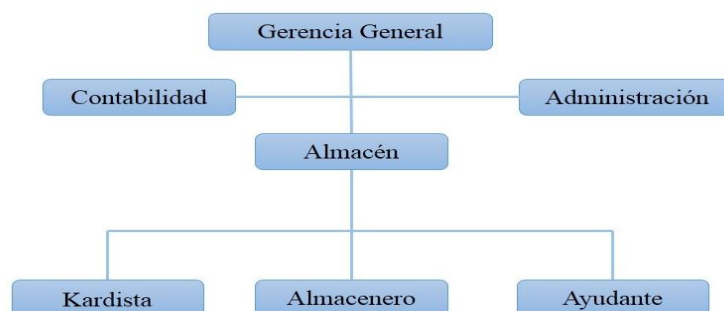 Gerencia General
Contabilidad
Administración
Almacén
Kardista
Almacenero
Ayudante